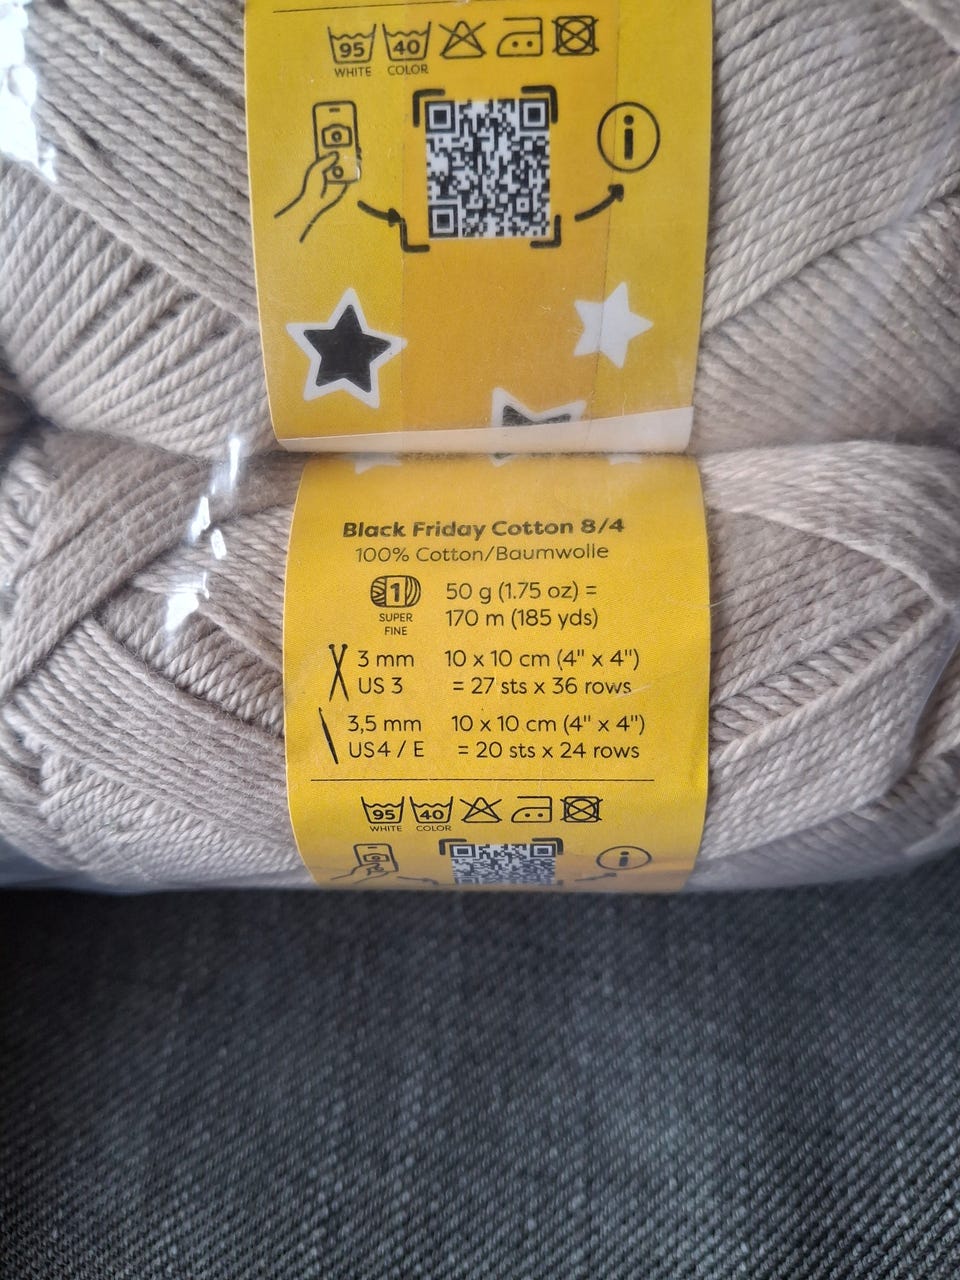 95 40
WHITE COLOR
i
Black Friday Cotton 8/4
100% Cotton/Baumwolle
1 50 g (1.75 oz) =
SUPER 170 m (185 yds)
FINE
3 mm 10 x 10 cm (4" x 4")
US 3 = 27 sts x 36 rows
3,5 mm 10 x 10 cm (4" x 4")
US4 / E = 20 sts x 24 rows
95 40
WHITE COLOR
i